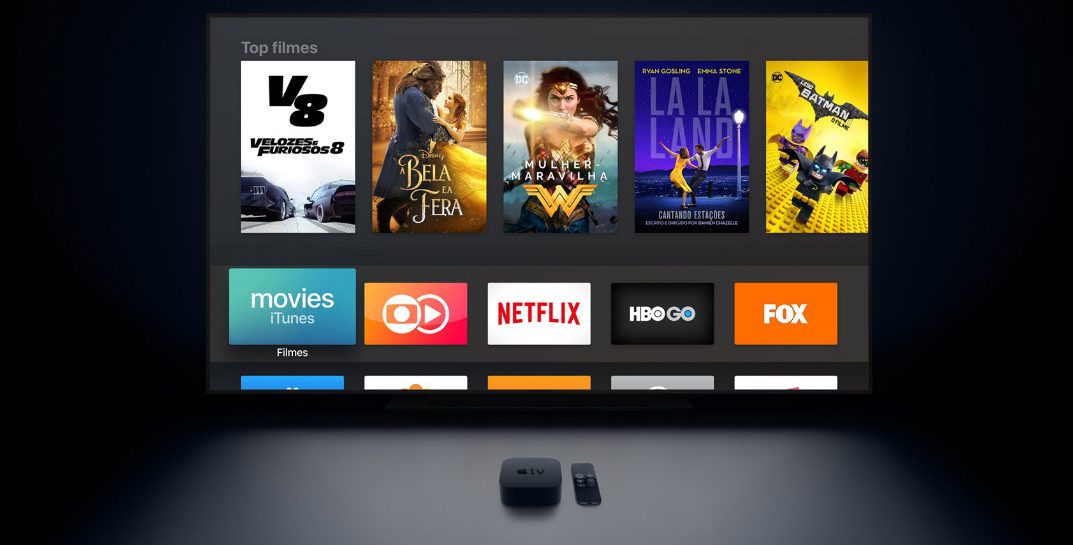 Top filmes
V8
VELOZES E FURIOSOS 8
Disney
A BELA E A FERA
DC
MULHER-
MARAVILHA
RYAN GOSLING EMMA STONE
LA LA
LAND
CANTANDO ESTAÇÕES
ESCRITO E DIRIGIDO POR DAMIEN CHAZELLE
DC
LEGO
BATMAN
O FILME
movies
iTunes
NETFLIX
HBO GO
FOX
Filmes
tv